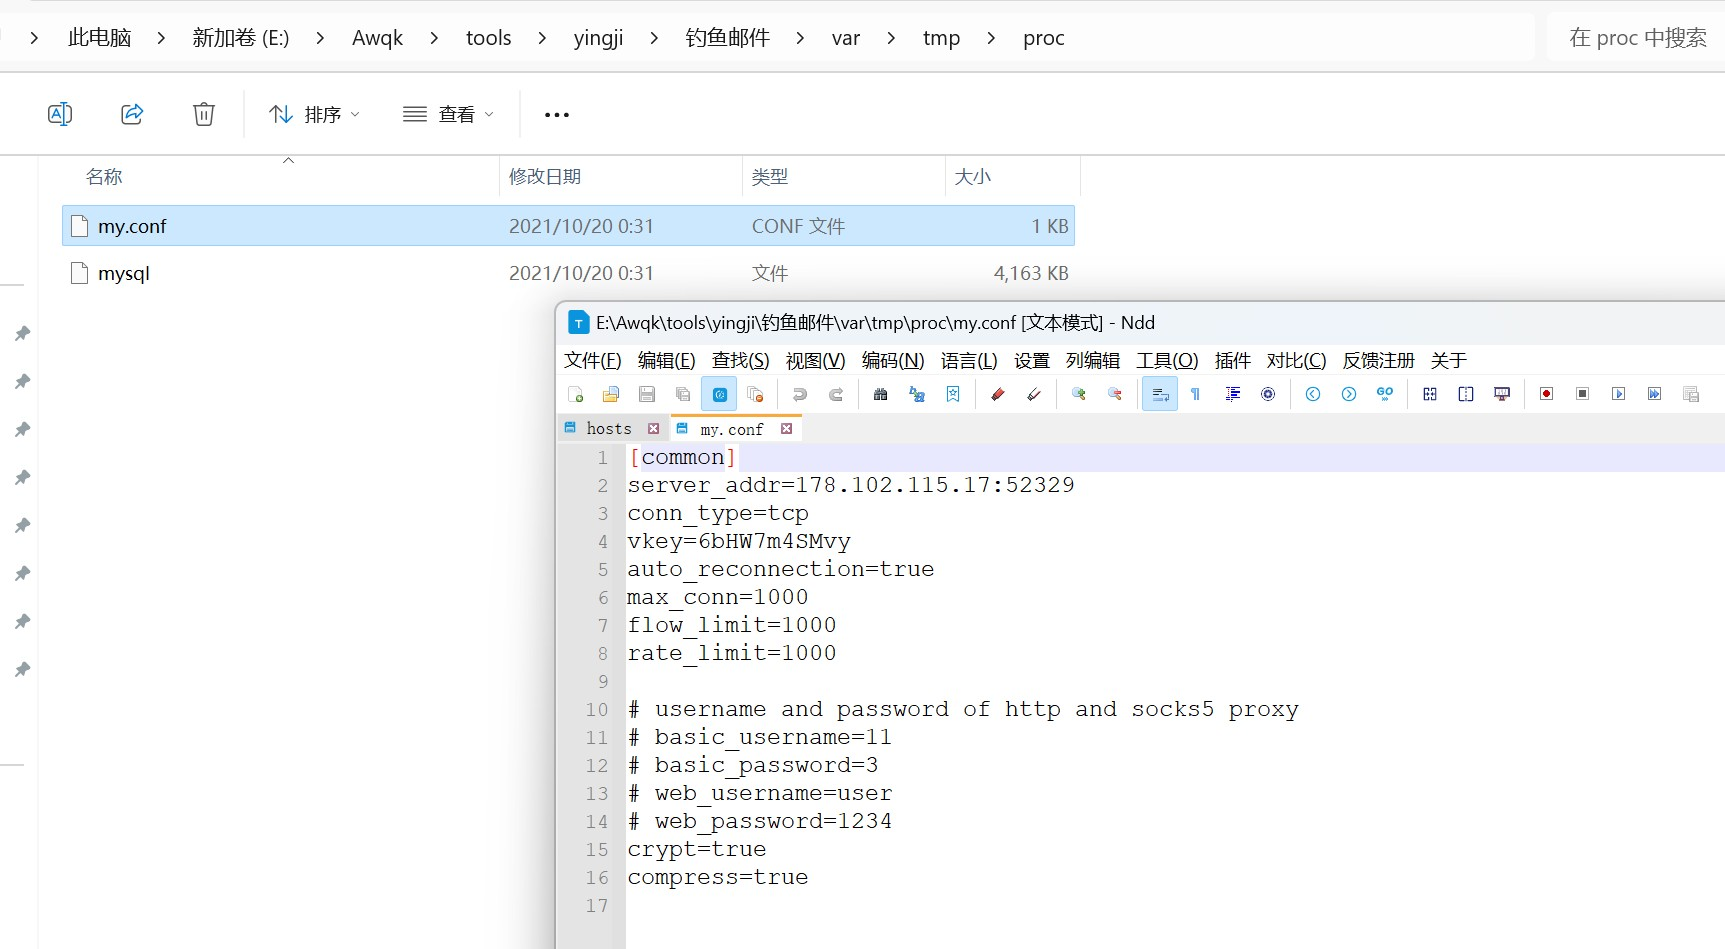 此电脑 > 新加卷 (E:) > Awqk > tools > yingji > 钓鱼邮件 > var > tmp > proc
在 proc 中搜索
排序 查看
名称 修改日期 类型 大小
my.conf 2021/10/20 0:31 CONF 文件 1 KB
mysql 2021/10/20 0:31 文件 4,163 KB
E:\Awqk\tools\yingji\钓鱼邮件\var\tmp\proc\my.conf [文本模式] - Ndd
文件(F) 编辑(E) 查找(S) 视图(V) 编码(N) 语言(L) 设置 列编辑 工具(O) 插件 对比(C) 反馈注册 关于
hosts my.conf
1 [common]
2 server_addr=178.102.115.17:52329
3 conn_type=tcp
4 vkey=6bHW7m4SMvy
5 auto_reconnection=true
6 max_conn=1000
7 flow_limit=1000
8 rate_limit=1000
9
10 # username and password of http and socks5 proxy
11 # basic_username=11
12 # basic_password=3
13 # web_username=user
14 # web_password=1234
15 crypt=true
16 compress=true
17